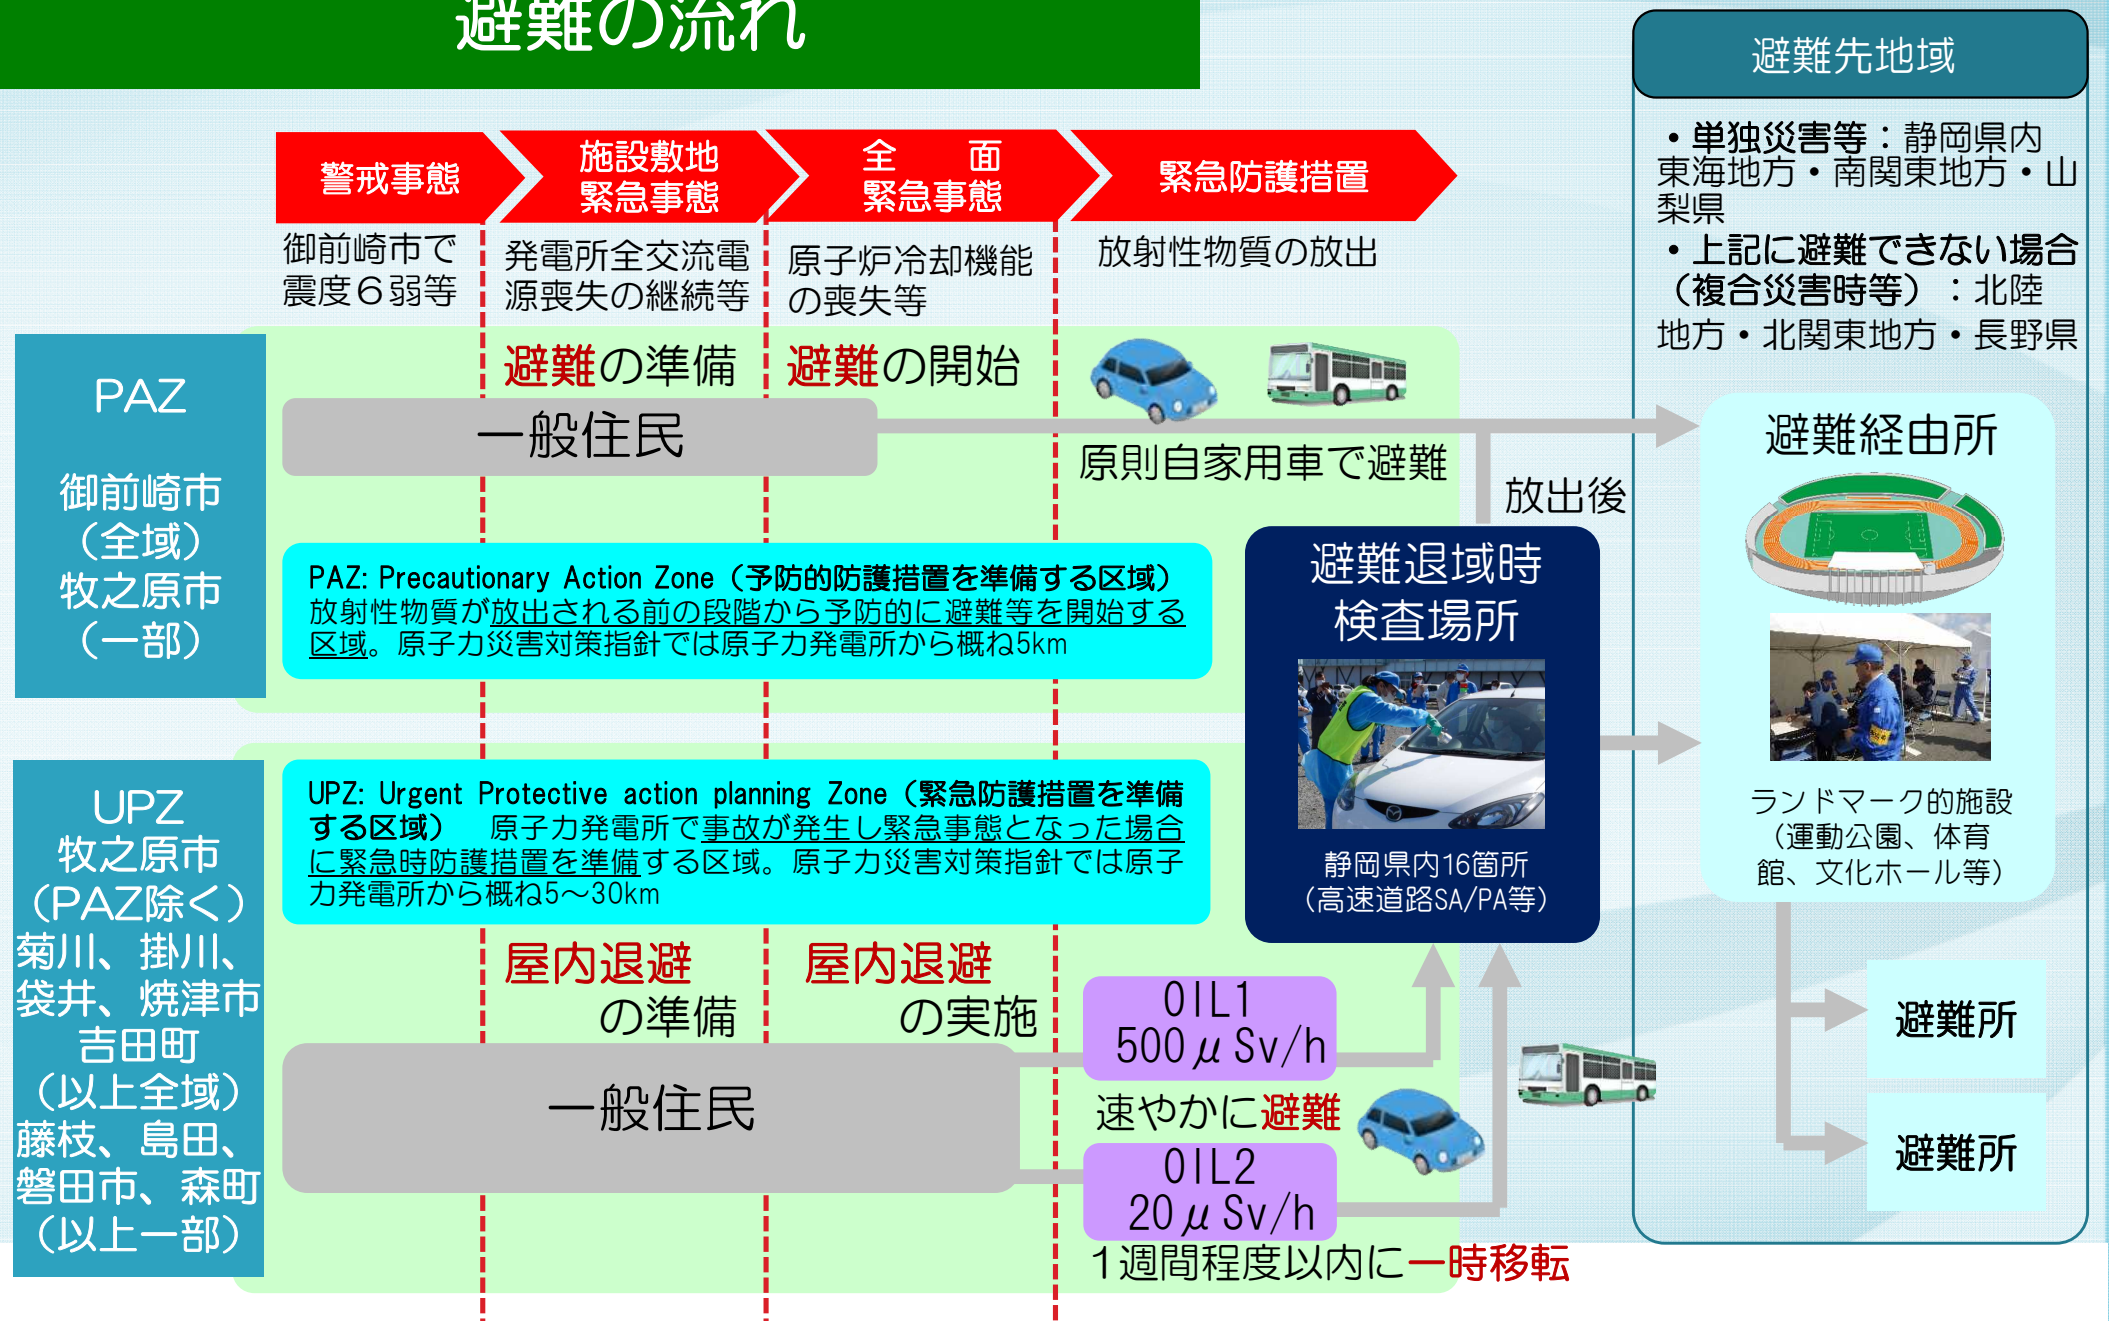 避難の流れ
警戒事態
施設敷地
緊急事態
全　面
緊急事態
緊急防護措置
御前崎市で
震度６弱等
発電所全交流電
源喪失の継続等
原子炉冷却機能
の喪失等
放射性物質の放出
PAZ
御前崎市
（全域）
牧之原市
（一部）
避難の準備
避難の開始
一般住民
原則自家用車で避難
放出後
PAZ: Precautionary Action Zone（予防的防護措置を準備する区域）
放射性物質が放出される前の段階から予防的に避難等を開始する
区域。原子力災害対策指針では原子力発電所から概ね5km
UPZ
牧之原市
（PAZ除く）
菊川、掛川、
袋井、焼津市
吉田町
（以上全域）
藤枝、島田、
磐田市、森町
（以上一部）
UPZ: Urgent Protective action planning Zone（緊急防護措置を準備
する区域）　原子力発電所で事故が発生し緊急事態となった場合
に緊急時防護措置を準備する区域。原子力災害対策指針では原子
力発電所から概ね5～30km
屋内退避
の準備
屋内退避
の実施
一般住民
OIL1
500μSv/h
速やかに避難
OIL2
20μSv/h
1週間程度以内に一時移転
避難退域時
検査場所
静岡県内16箇所
（高速道路SA/PA等）
避難先地域
・単独災害等：静岡県内
東海地方・南関東地方・山
梨県
・上記に避難できない場合
（複合災害時等）：北陸
地方・北関東地方・長野県
避難経由所
ランドマーク的施設
（運動公園、体育
館、文化ホール等）
避難所
避難所